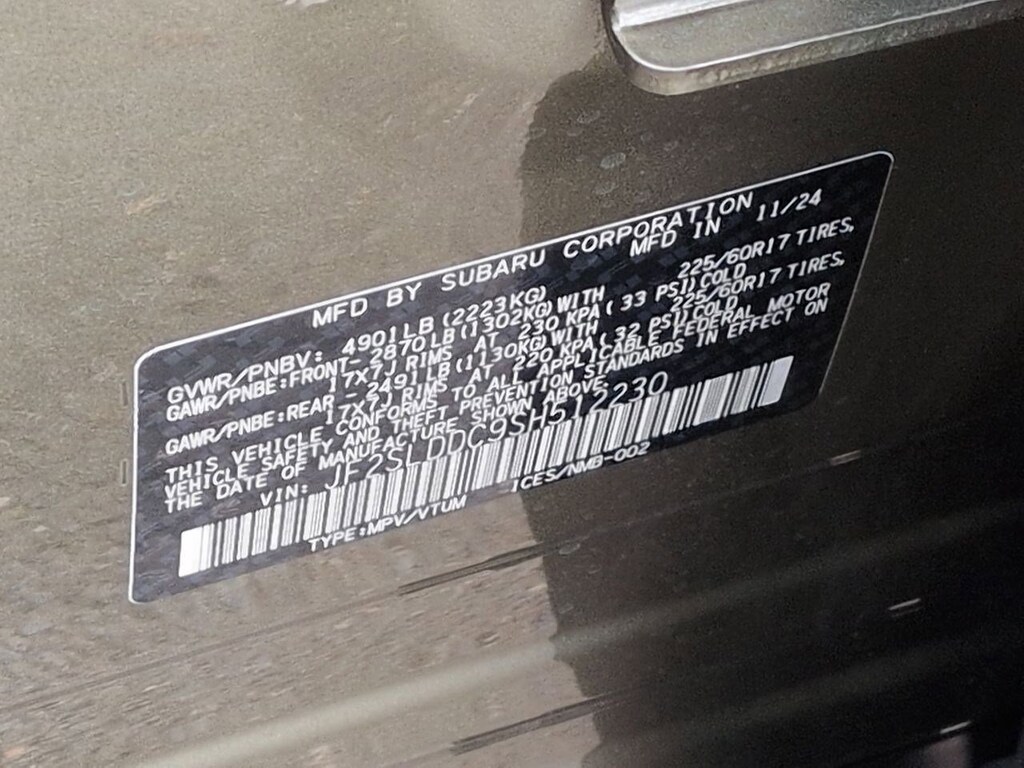 MFD BY SUBARU CORPORATION
MFD IN 11/24
GVWR/PNBV: 4901LB(2223KG)
GAWR/PNBE:FRONT- 2870LB(1302KG)WITH 225/60R17 TIRES,
17X7J RIMS AT 230 KPA( 33 PSI)COLD
GAWR/PNBE:REAR - 2491LB(1130KG)WITH 225/60R17 TIRES,
17X7J RIMS AT 220 KPA( 32 PSI)COLD
THIS VEHICLE CONFORMS TO ALL APPLICABLE FEDERAL MOTOR
VEHICLE SAFETY AND THEFT PREVENTION STANDARDS IN EFFECT ON
THE DATE OF MANUFACTURE SHOWN ABOVE.
VIN: JF2SLDDC9SH512230
TYPE:MPV/VTUM ICES/NMB-002